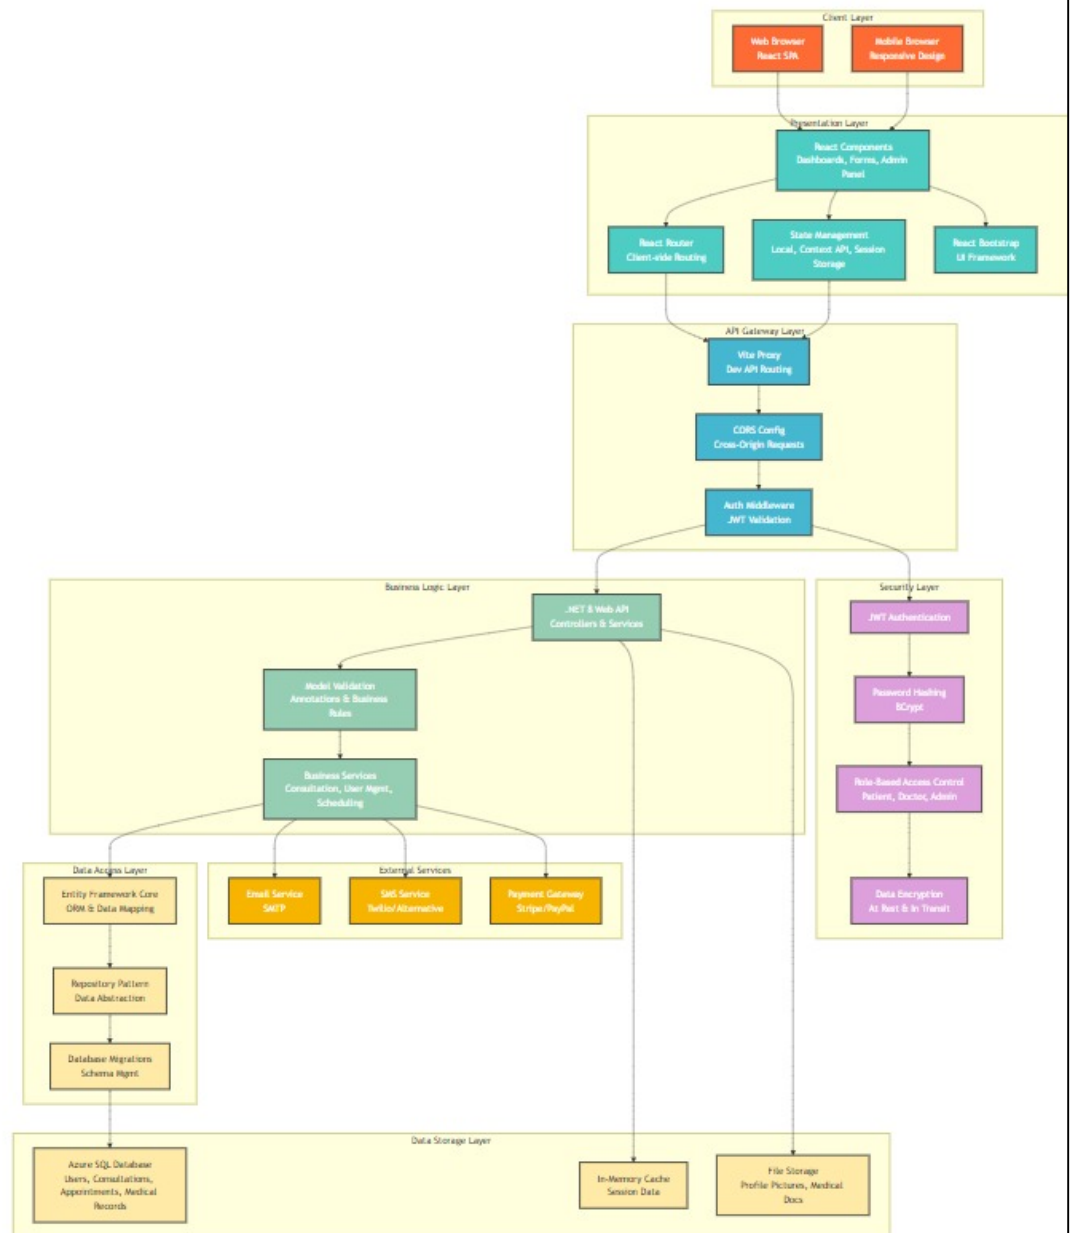 Client Layer
Web Browser
React SPA
Mobile Browser
Responsive Design
Presentation Layer
React Components
Dashboards, Forms, Admin
Panel
React Router
Client-side Routing
State Management
Local, Context API, Session
Storage
React Bootstrap
UI Framework
API Gateway Layer
Vite Proxy
Dev API Routing
CORS Config
Cross-Origin Requests
Auth Middleware
JWT Validation
Business Logic Layer
.NET 8 Web API
Controllers & Services
Model Validation
Annotations & Business
Rules
Business Services
Consultation, User Mgmt,
Scheduling
Security Layer
JWT Authentication
Password Hashing
BCrypt
Role-Based Access Control
Patient, Doctor, Admin
Data Encryption
At Rest & In Transit
Data Access Layer
Entity Framework Core
ORM & Data Mapping
Repository Pattern
Data Abstraction
Database Migrations
Schema Mgmt
External Services
Email Service
SMTP
SMS Service
Twilio/Alternative
Payment Gateway
Stripe/PayPal
Data Storage Layer
Azure SQL Database
Users, Consultations,
Appointments, Medical
Records
In-Memory Cache
Session Data
File Storage
Profile Pictures, Medical
Docs